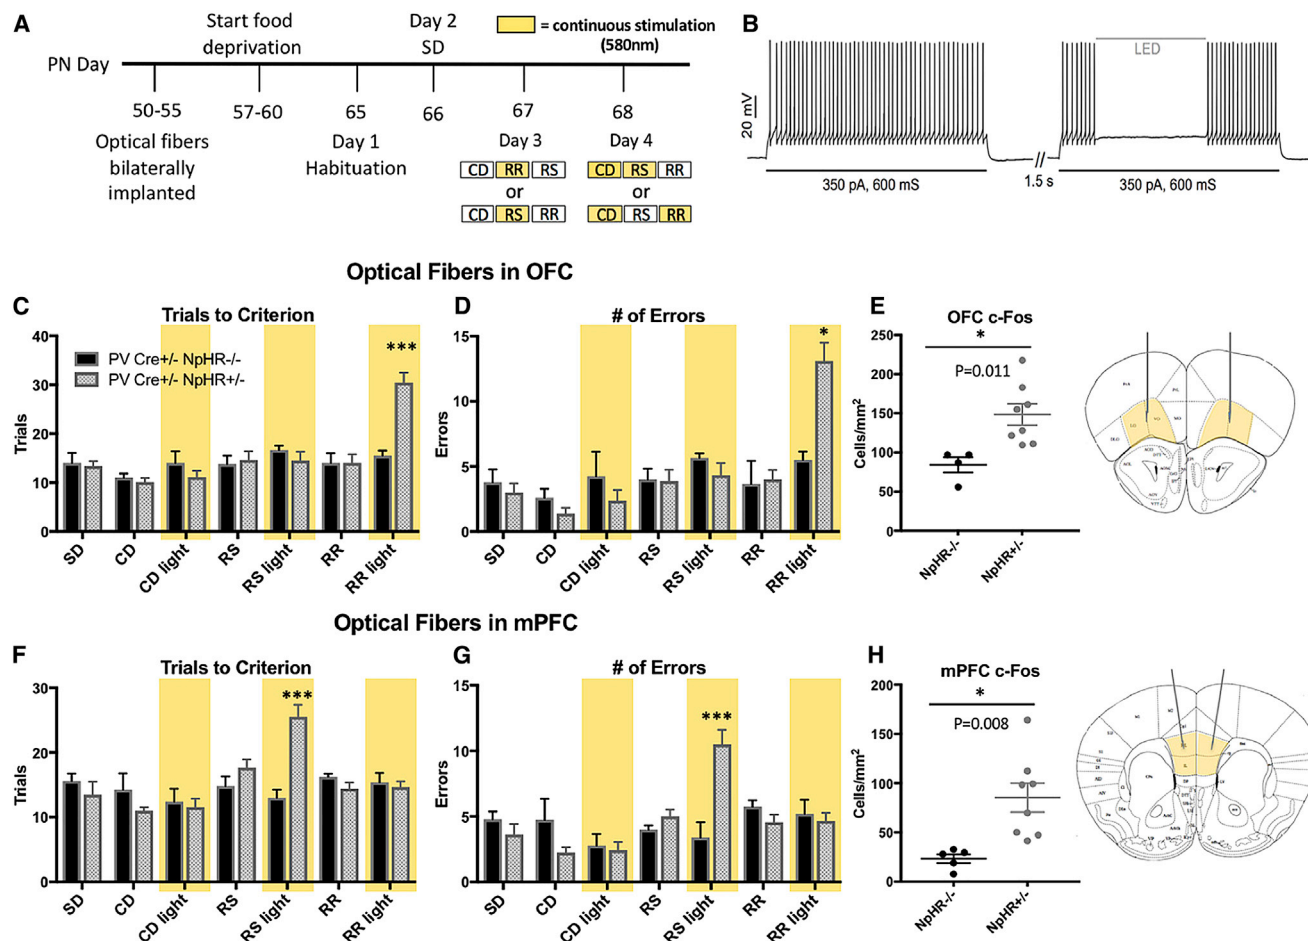 A
Start food
deprivation
Day 2
SD
= continuous stimulation
(580nm)
PN Day
50-55
57-60
65
66
67
68
Optical fibers
bilaterally
implanted
Day 1
Habituation
Day 3
Day 4
CD RR RS
CD RS RR
or
or
CD RS RR
CD RS RR
B
LED
20 mV
350 pA, 600 mS
1.5 s
350 pA, 600 mS
Optical Fibers in OFC
C
Trials to Criterion
40
30
20
10
0
Trials
PV Cre+/- NpHR-/-
PV Cre+/- NpHR+/-
***
SD
CD
CD light
RS
RS light
RR
RR light
D
# of Errors
15
10
5
0
Errors
*
SD
CD
CD light
RS
RS light
RR
RR light
E
OFC c-Fos
*
P=0.011
250
200
150
100
50
0
Cells/mm²
NpHR-/-
NpHR+/-
Optical Fibers in mPFC
F
Trials to Criterion
30
20
10
0
Trials
***
SD
CD
CD light
RS
RS light
RR
RR light
G
# of Errors
15
10
5
0
Errors
***
SD
CD
CD light
RS
RS light
RR
RR light
H
mPFC c-Fos
*
P=0.008
200
150
100
50
0
Cells/mm²
NpHR-/-
NpHR+/-